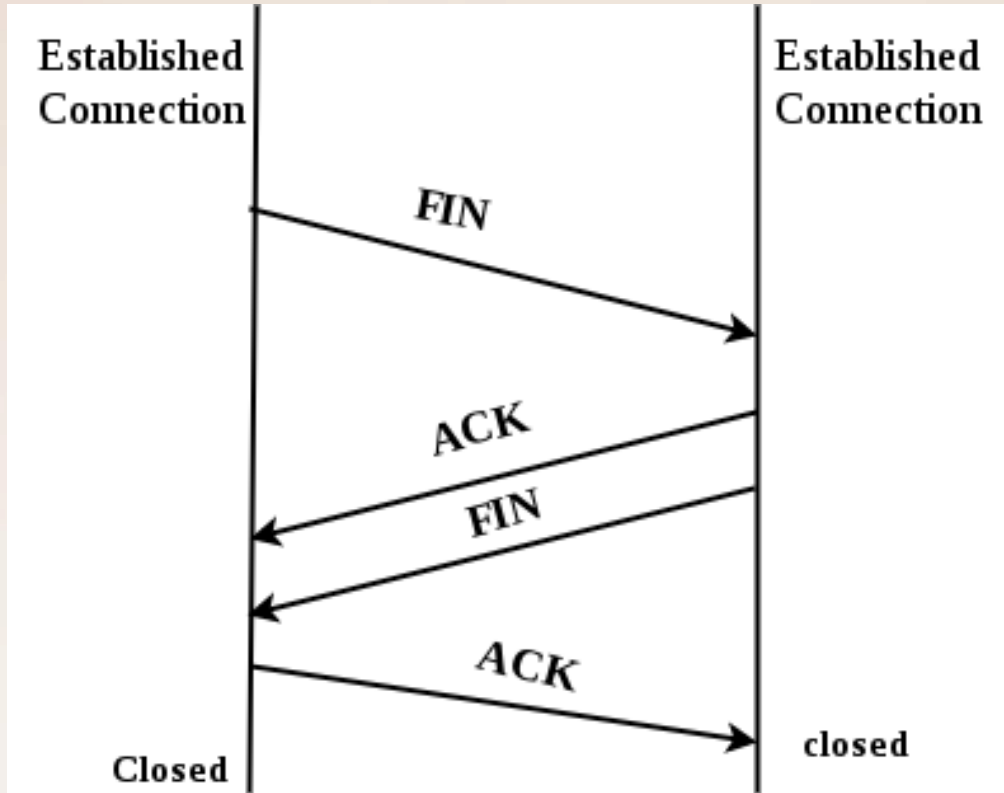 Established
Connection
Established
Connection
FIN
ACK
FIN
ACK
closed
Closed